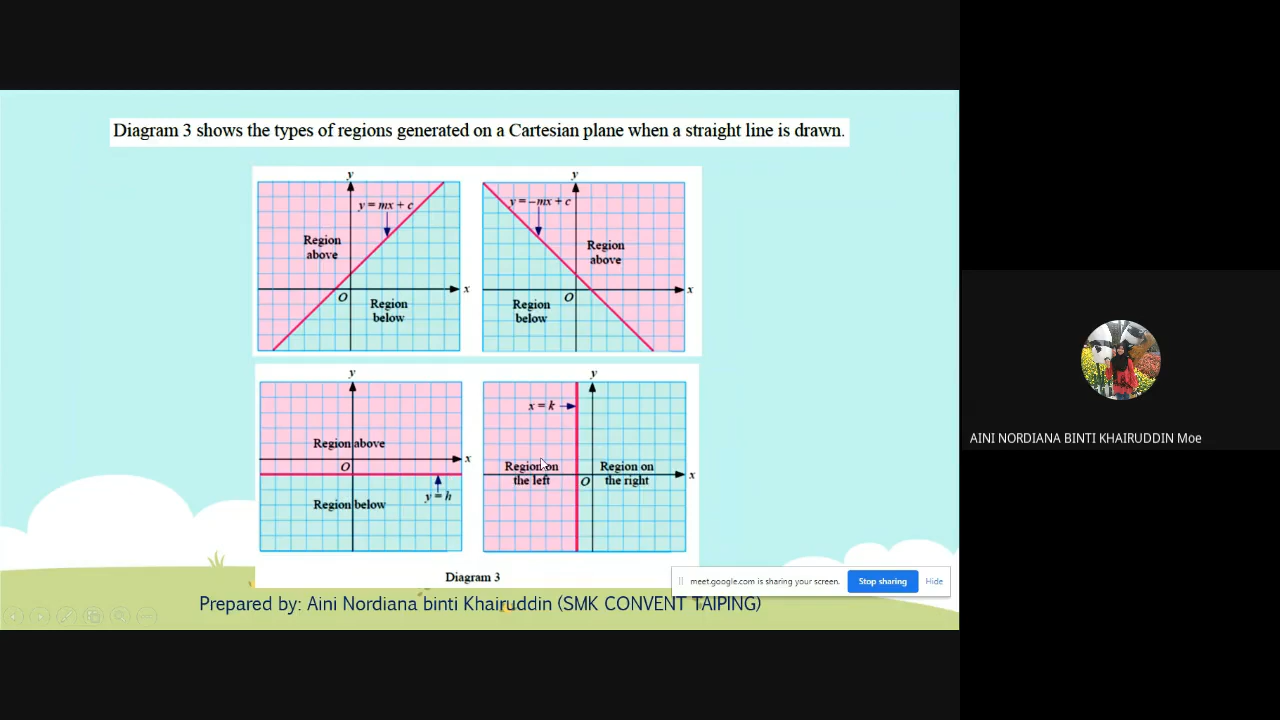 Diagram 3 shows the types of regions generated on a Cartesian plane when a straight line is drawn.
y
y = mx + c
Region
above
x
O
Region
below
y
y = –mx + c
Region
above
x
O
Region
below
y
Region above
x
O
y = h
Region below
y
x = k
Region on
the left
Region on
the right
x
O
Diagram 3
meet.google.com is sharing your screen.
Stop sharing
Hide
Prepared by: Aini Nordiana binti Khairuddin (SMK CONVENT TAIPING)
AINI NORDIANA BINTI KHAIRUDDIN Moe